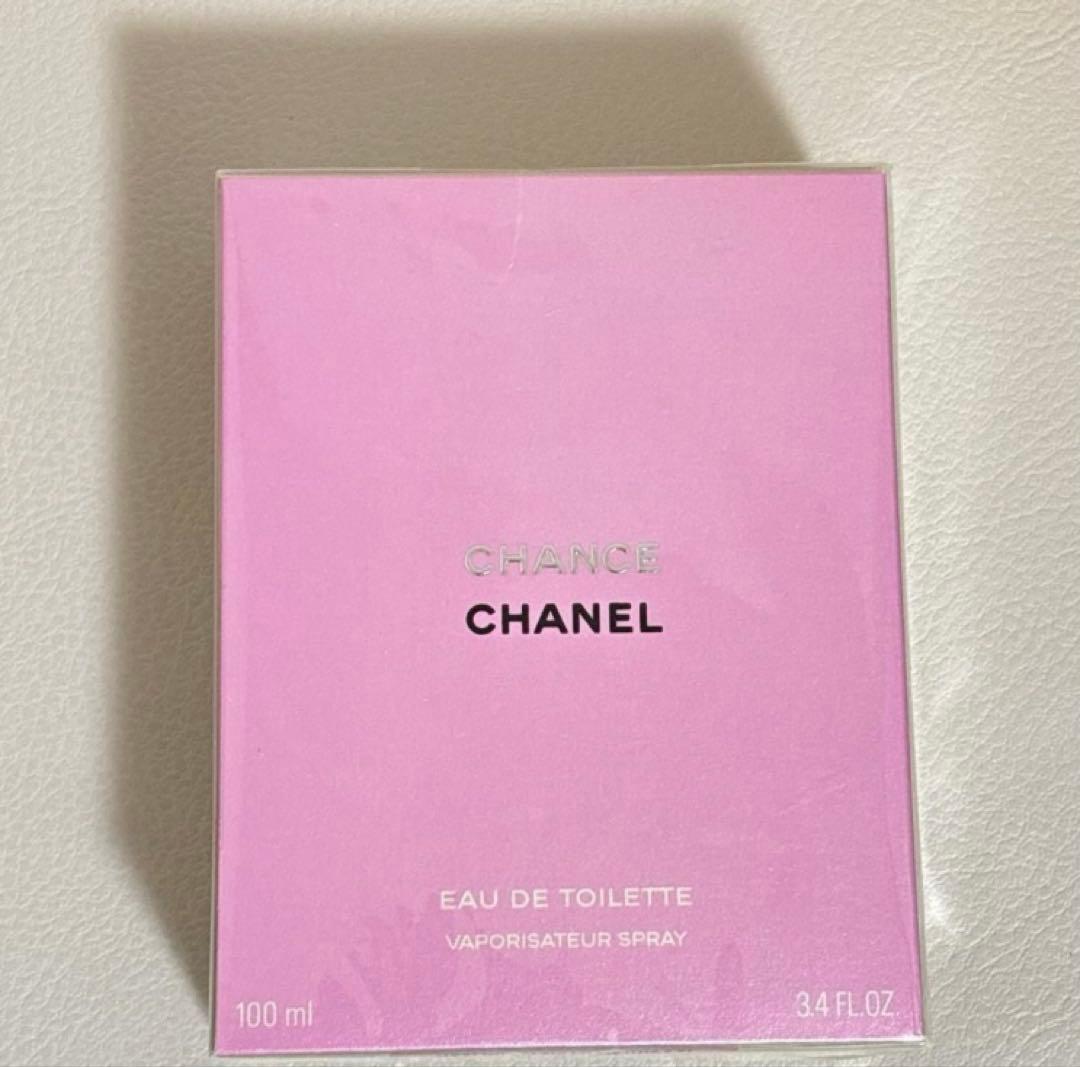 CHANCE
CHANEL
EAU DE TOILETTE
VAPORISATEUR SPRAY
100 ml
3.4 FL.OZ.